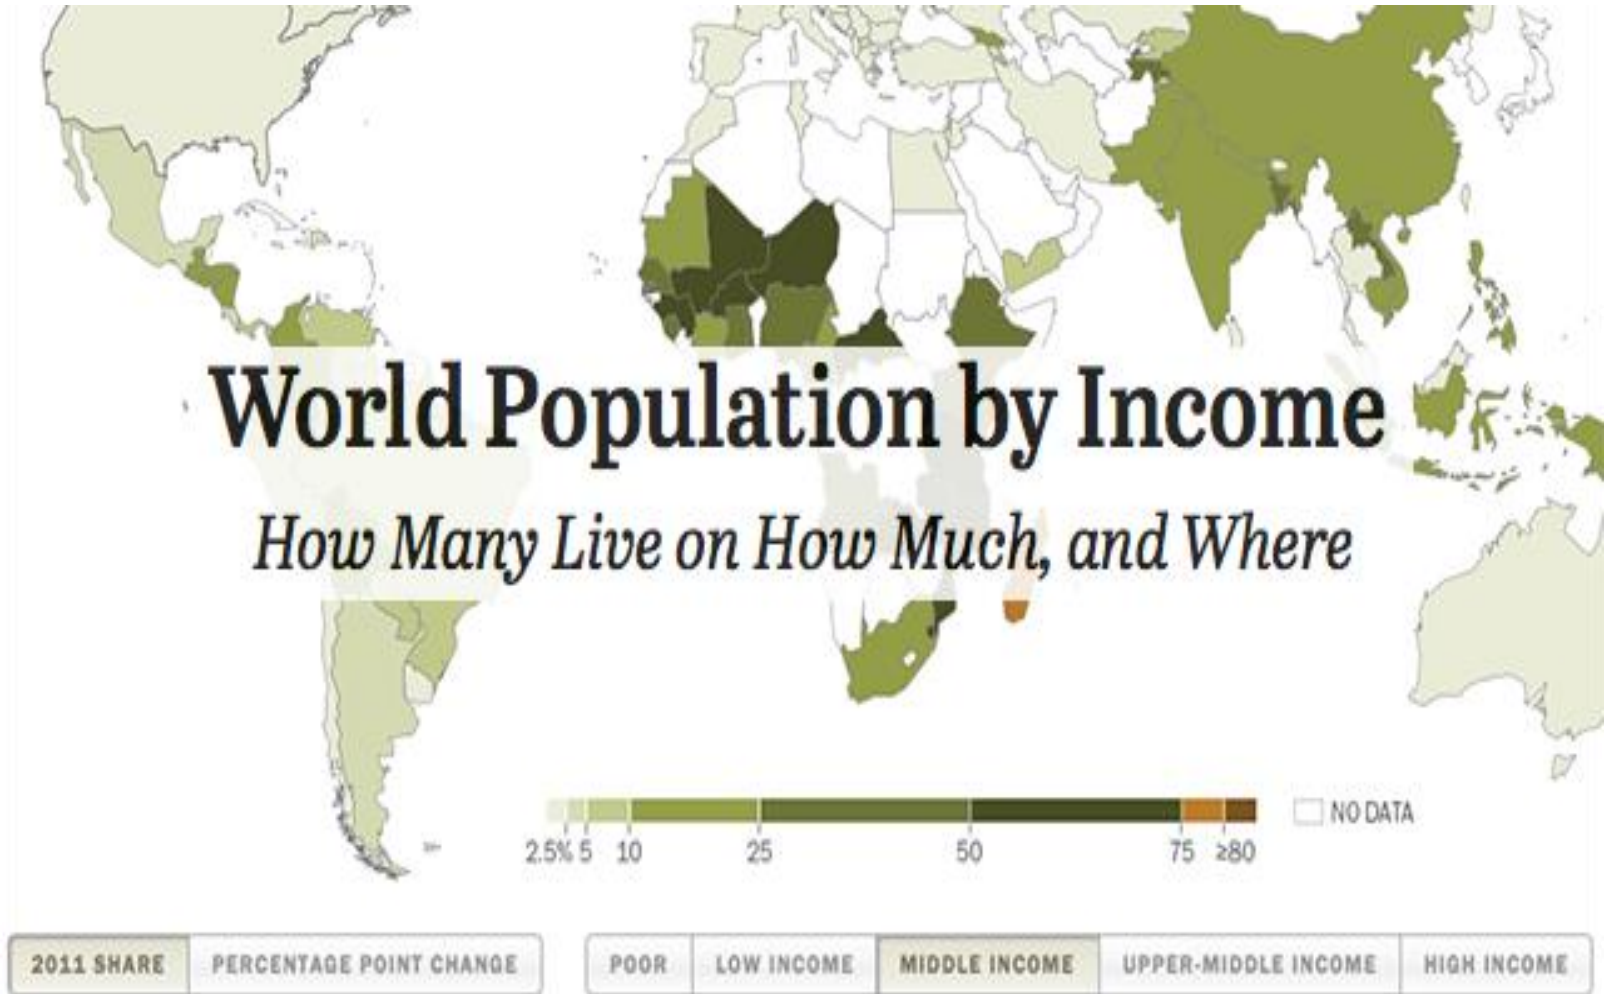 World Population by Income
How Many Live on How Much, and Where
2.5% 5 10 25 50 75 ≥80
NO DATA
2011 SHARE PERCENTAGE POINT CHANGE POOR LOW INCOME MIDDLE INCOME UPPER-MIDDLE INCOME HIGH INCOME